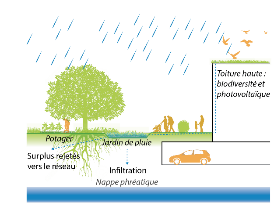 Toiture haute :
biodiversité et
photovoltaïque
Potager
Jardin de pluie
Surplus rejetés
vers le réseau
Infiltration
Nappe phréatique